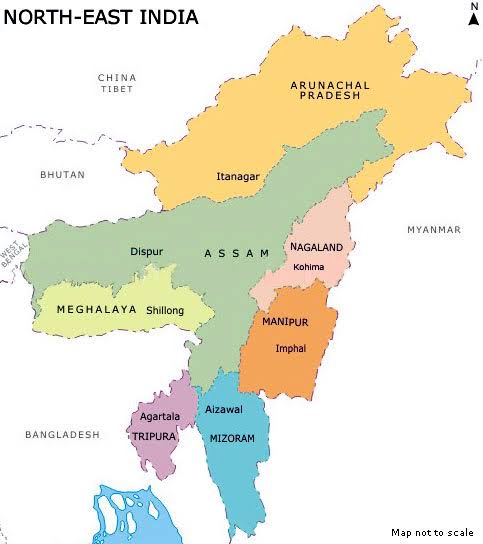 NORTH-EAST INDIA
N
CHINA
TIBET
ARUNACHAL
PRADESH
Itanagar
BHUTAN
WEST
BENGAL
MYANMAR
Dispur
ASSAM
NAGALAND
Kohima
MEGHALAYA
Shillong
MANIPUR
Imphal
Agartala
TRIPURA
Aizawal
MIZORAM
BANGLADESH
Map not to scale